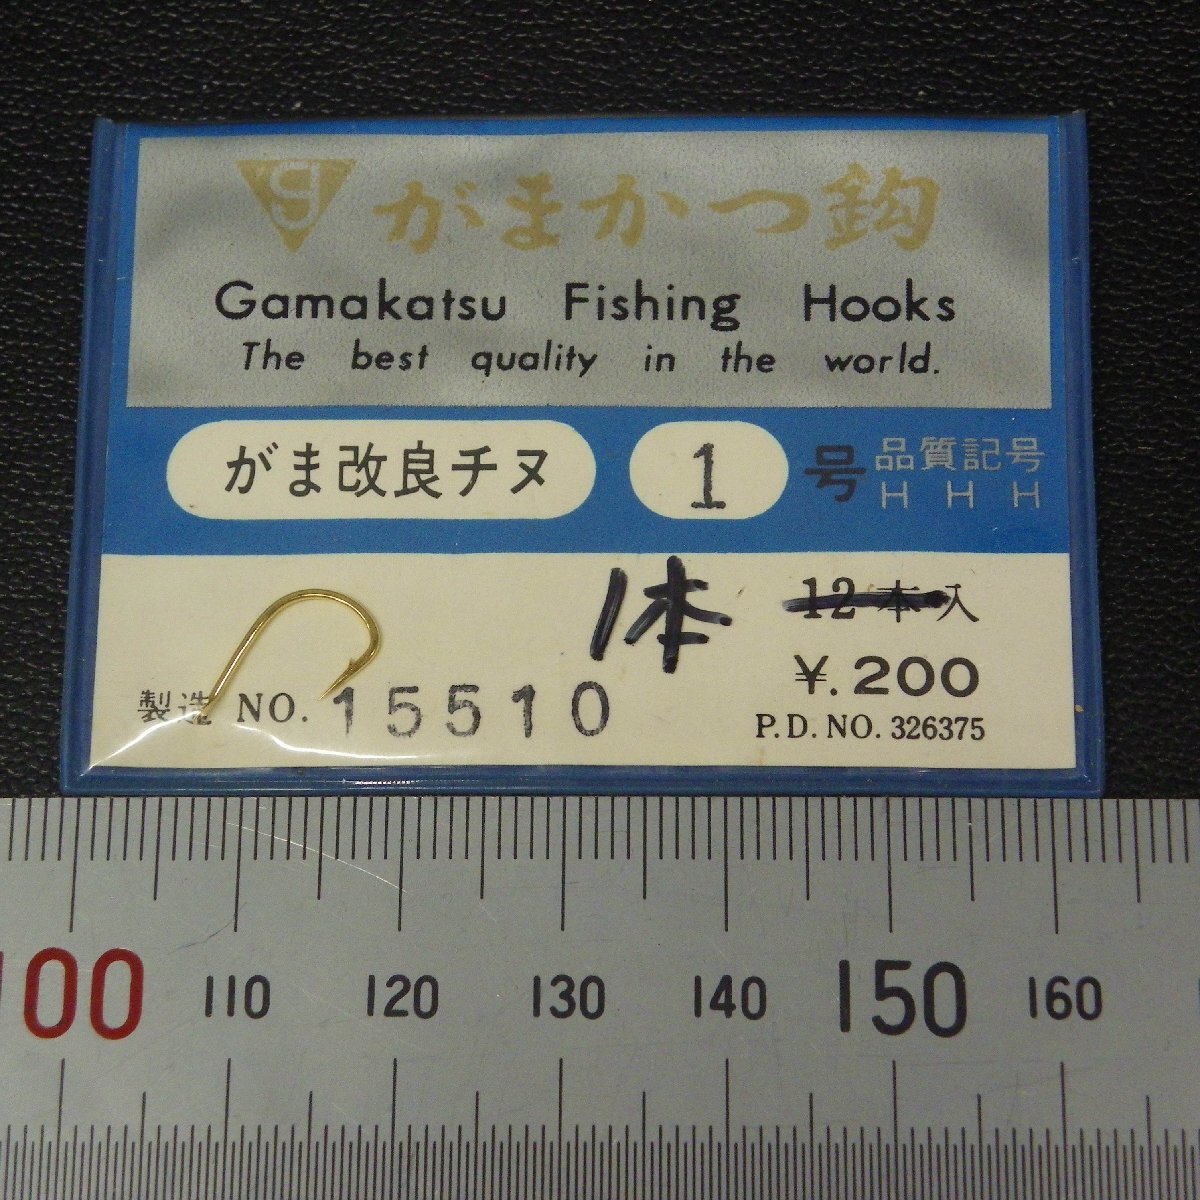 g がまかつ鈎
Gamakatsu Fishing Hooks
The best quality in the world.
がま改良チヌ 1 号 品質記号
H H H
1本 12本入
¥.200
製造 NO. 15510
P.D. NO. 326375
100 110 120 130 140 150 160